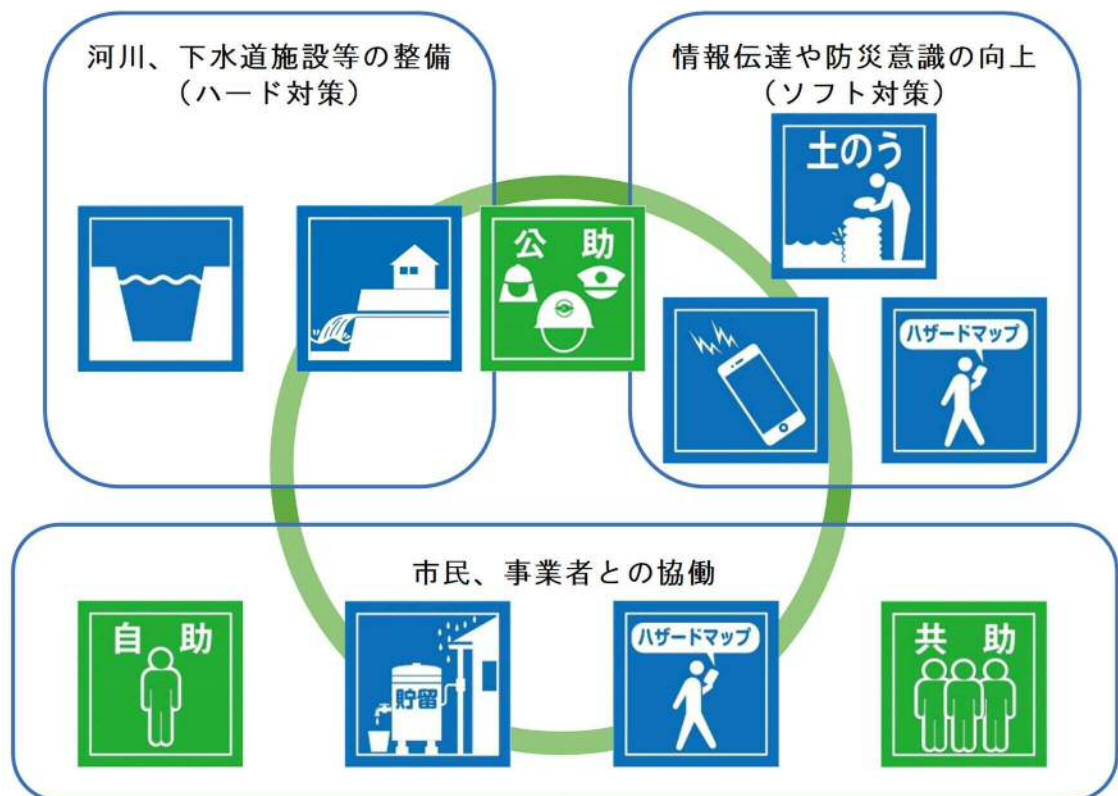 河川、下水道施設等の整備
（ハード対策）
情報伝達や防災意識の向上
（ソフト対策）
土のう
公助
ハザードマップ
市民、事業者との協働
自助
貯留
ハザードマップ
共助